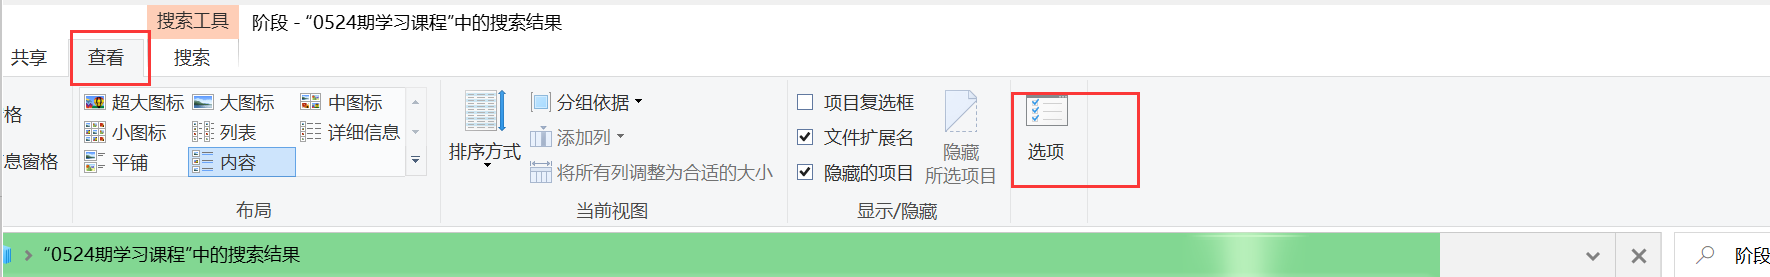 搜索工具
阶段 - “0524期学习课程”中的搜索结果
共享
查看
搜索
格
息窗格
超大图标
大图标
中图标
小图标
列表
详细信息
平铺
内容
布局
排序方式
分组依据
添加列
将所有列调整为合适的大小
当前视图
项目复选框
文件扩展名
隐藏的项目
隐藏
所选项目
显示/隐藏
选项
“0524期学习课程”中的搜索结果
阶段